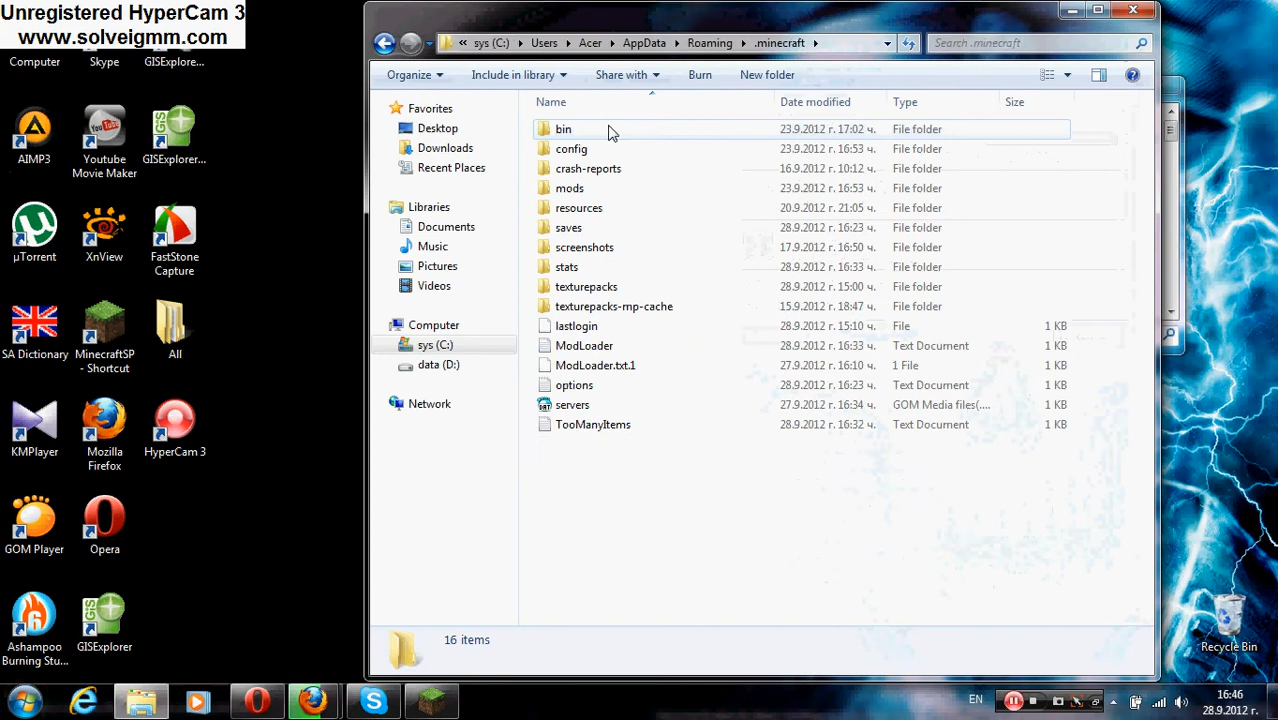 Unregistered HyperCam 3
www.solveigmm.com
Computer
Skype
GISExplore...
AIMP3
Youtube
Movie Maker
GISExplorer...
µTorrent
XnView
FastStone
Capture
SA Dictionary
MinecraftSP
- Shortcut
All
KMPlayer
Mozilla
Firefox
HyperCam 3
GOM Player
Opera
Ashampoo
Burning Stu...
GISExplorer
« sys (C:) Users Acer AppData Roaming .minecraft
Search .minecraft
Organize Include in library Share with Burn New folder
Favorites
Desktop
Downloads
Recent Places
Libraries
Documents
Music
Pictures
Videos
Computer
sys (C:)
data (D:)
Network
Name Date modified Type Size
bin 23.9.2012 г. 17:02 ч. File folder
config 23.9.2012 г. 16:53 ч. File folder
crash-reports 16.9.2012 г. 10:12 ч. File folder
mods 23.9.2012 г. 16:53 ч. File folder
resources 20.9.2012 г. 21:05 ч. File folder
saves 28.9.2012 г. 16:23 ч. File folder
screenshots 17.9.2012 г. 16:50 ч. File folder
stats 28.9.2012 г. 16:33 ч. File folder
texturepacks 28.9.2012 г. 15:00 ч. File folder
texturepacks-mp-cache 15.9.2012 г. 18:47 ч. File folder
lastlogin 28.9.2012 г. 15:10 ч. File 1 KB
ModLoader 28.9.2012 г. 16:33 ч. Text Document 1 KB
ModLoader.txt.1 27.9.2012 г. 16:10 ч. 1 File 1 KB
options 28.9.2012 г. 16:23 ч. Text Document 1 KB
servers 27.9.2012 г. 16:34 ч. GOM Media files(.... 1 KB
TooManyItems 28.9.2012 г. 16:32 ч. Text Document 1 KB
16 items
Recycle Bin
EN
16:46
28.9.2012 г.